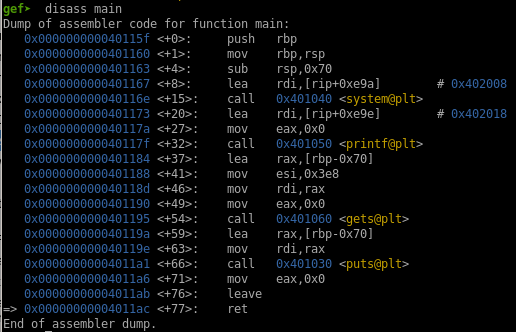 gef➤ disass main
Dump of assembler code for function main:
   0x000000000040115f <+0>:     push   rbp
   0x0000000000401160 <+1>:     mov    rbp,rsp
   0x0000000000401163 <+4>:     sub    rsp,0x70
   0x0000000000401167 <+8>:     lea    rdi,[rip+0xe9a]        # 0x402008
   0x000000000040116e <+15>:    call   0x401040 <system@plt>
   0x0000000000401173 <+20>:    lea    rdi,[rip+0xe9e]        # 0x402018
   0x000000000040117a <+27>:    mov    eax,0x0
   0x000000000040117f <+32>:    call   0x401050 <printf@plt>
   0x0000000000401184 <+37>:    lea    rax,[rbp-0x70]
   0x0000000000401188 <+41>:    mov    esi,0x3e8
   0x000000000040118d <+46>:    mov    rdi,rax
   0x0000000000401190 <+49>:    mov    eax,0x0
   0x0000000000401195 <+54>:    call   0x401060 <gets@plt>
   0x000000000040119a <+59>:    lea    rax,[rbp-0x70]
   0x000000000040119e <+63>:    mov    rdi,rax
   0x00000000004011a1 <+66>:    call   0x401030 <puts@plt>
   0x00000000004011a6 <+71>:    mov    eax,0x0
   0x00000000004011ab <+76>:    leave
=> 0x00000000004011ac <+77>:    ret
End of assembler dump.